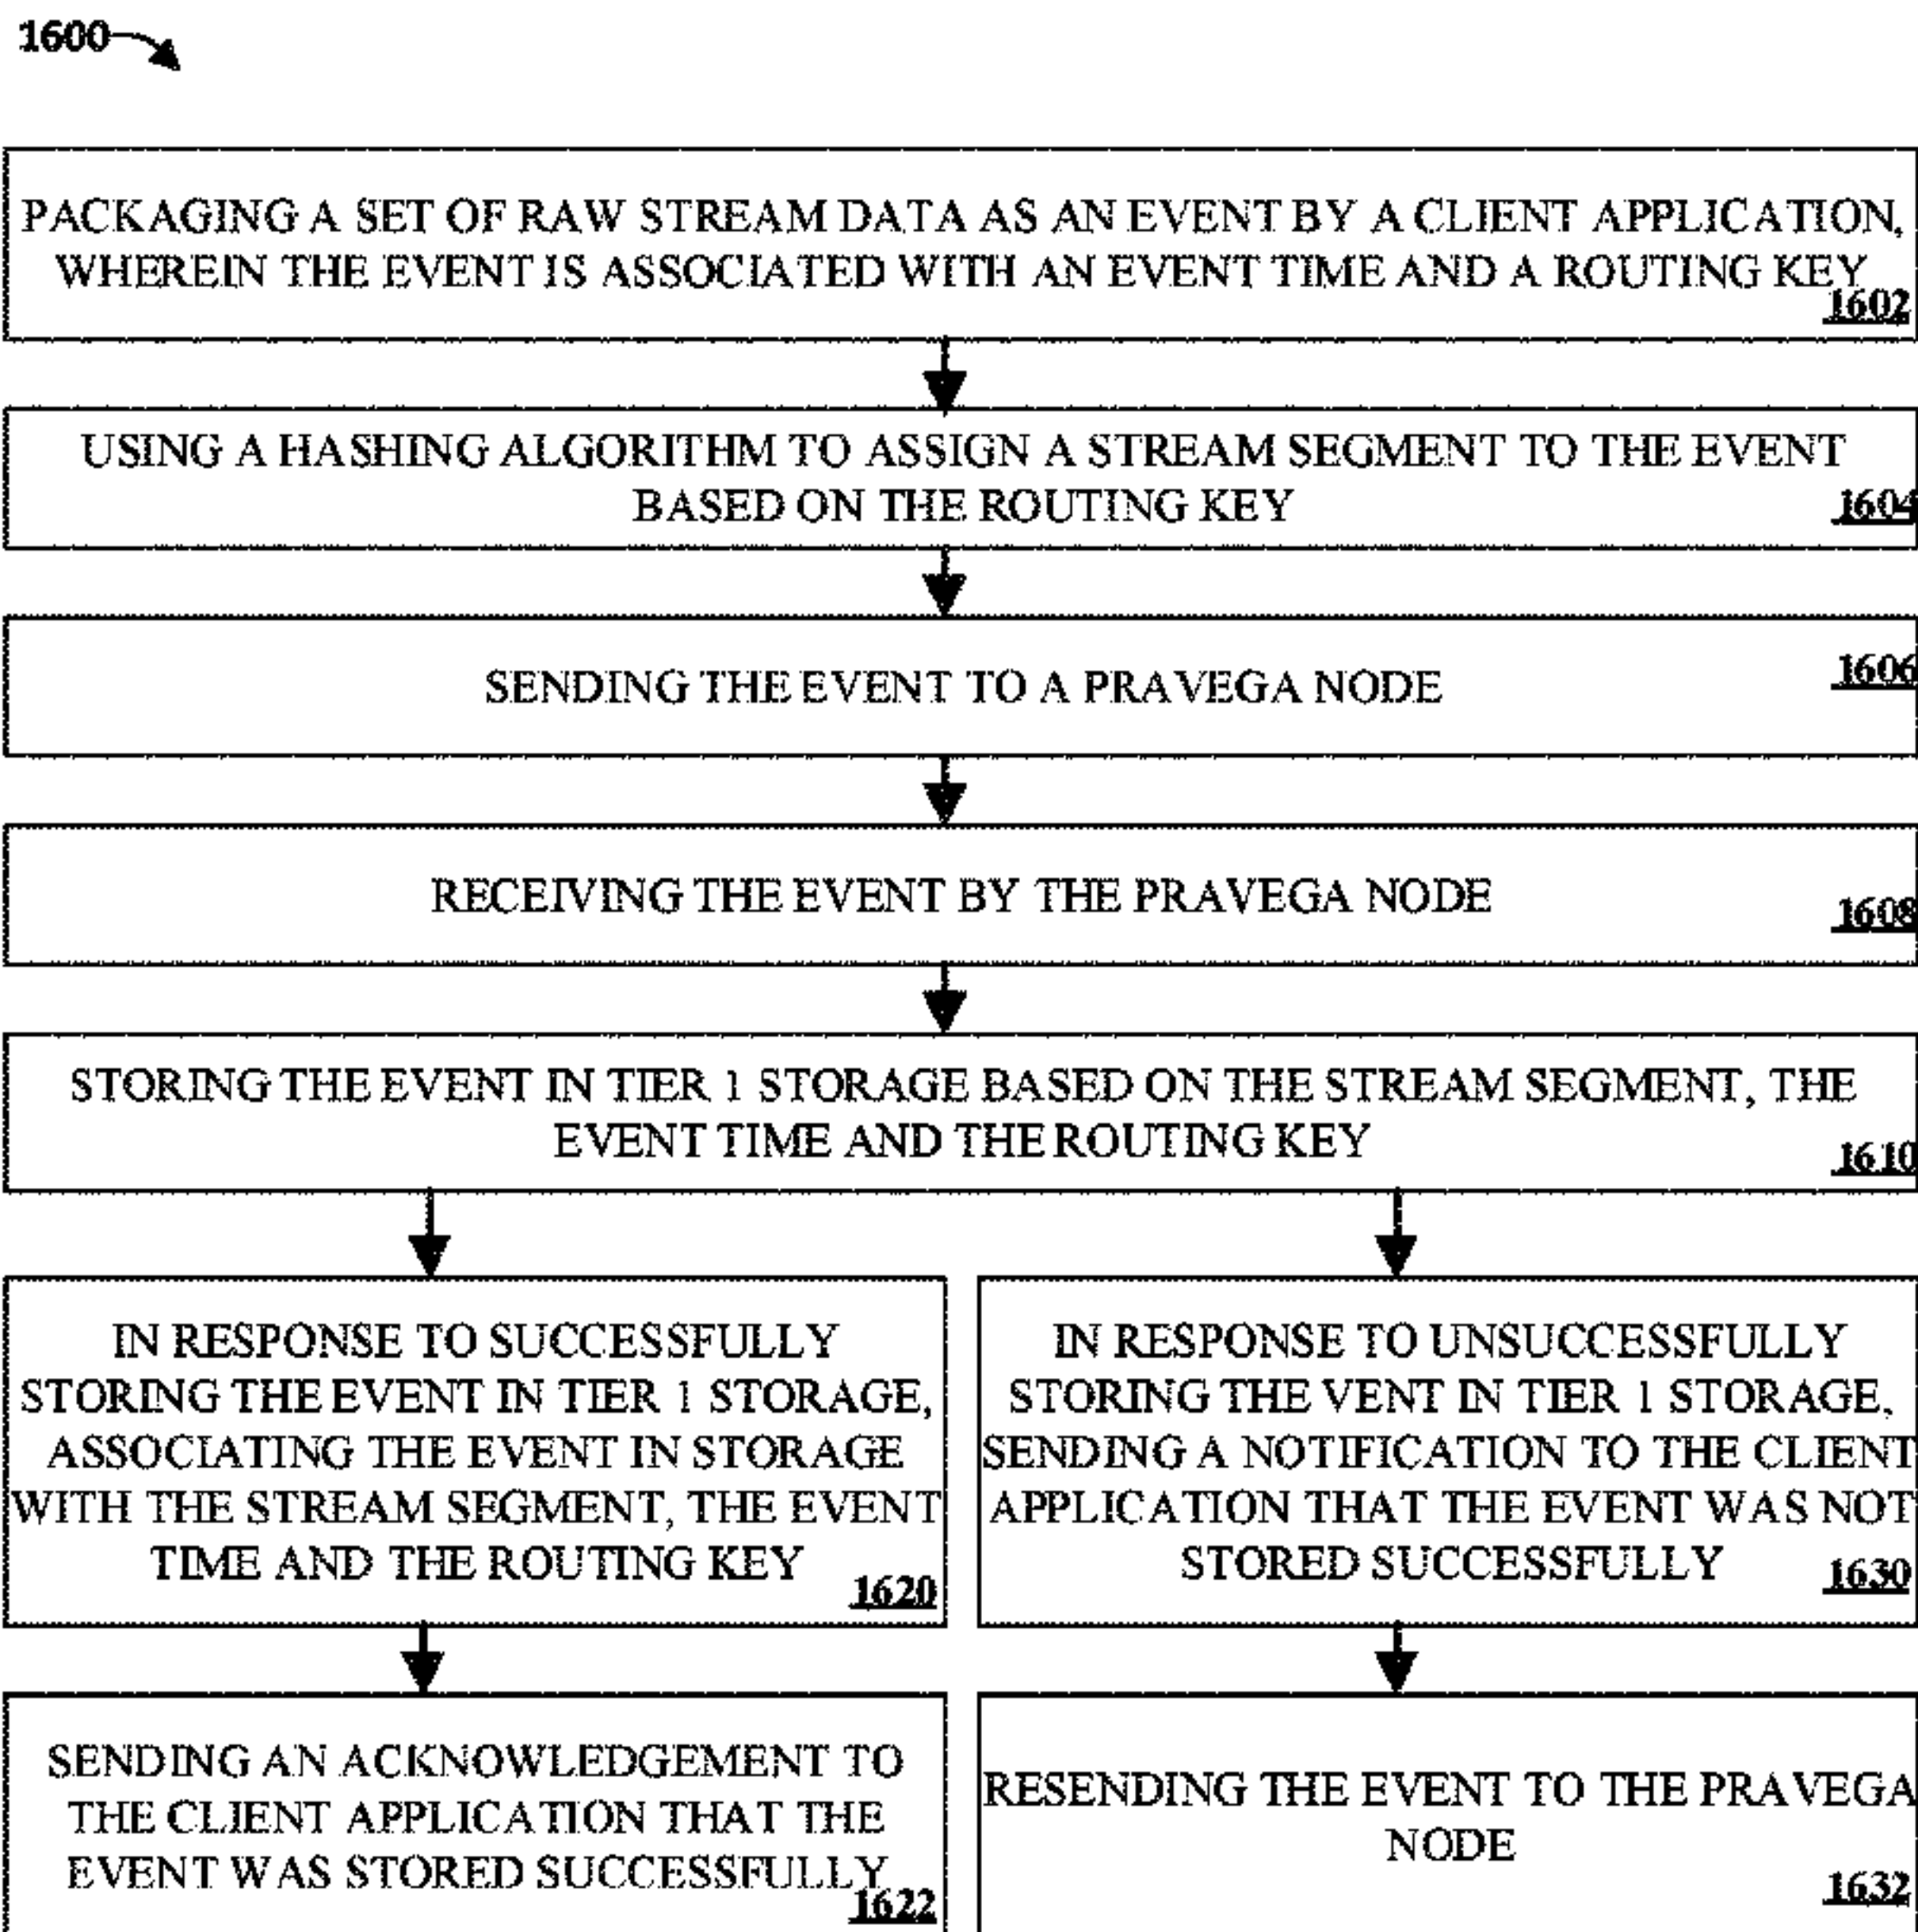 1600
PACKAGING A SET OF RAW STREAM DATA AS AN EVENT BY A CLIENT APPLICATION,
WHEREIN THE EVENT IS ASSOCIATED WITH AN EVENT TIME AND A ROUTING KEY
1602
USING A HASHING ALGORITHM TO ASSIGN A STREAM SEGMENT TO THE EVENT
BASED ON THE ROUTING KEY
1604
SENDING THE EVENT TO A PRAVEGA NODE
1606
RECEIVING THE EVENT BY THE PRAVEGA NODE
1608
STORING THE EVENT IN TIER 1 STORAGE BASED ON THE STREAM SEGMENT, THE
EVENT TIME AND THE ROUTING KEY
1610
IN RESPONSE TO SUCCESSFULLY
STORING THE EVENT IN TIER 1 STORAGE,
ASSOCIATING THE EVENT IN STORAGE
WITH THE STREAM SEGMENT, THE EVENT
TIME AND THE ROUTING KEY
1620
IN RESPONSE TO UNSUCCESSFULLY
STORING THE VENT IN TIER 1 STORAGE,
SENDING A NOTIFICATION TO THE CLIENT
APPLICATION THAT THE EVENT WAS NOT
STORED SUCCESSFULLY
1630
SENDING AN ACKNOWLEDGEMENT TO
THE CLIENT APPLICATION THAT THE
EVENT WAS STORED SUCCESSFULLY
1622
RESENDING THE EVENT TO THE PRAVEGA
NODE
1632